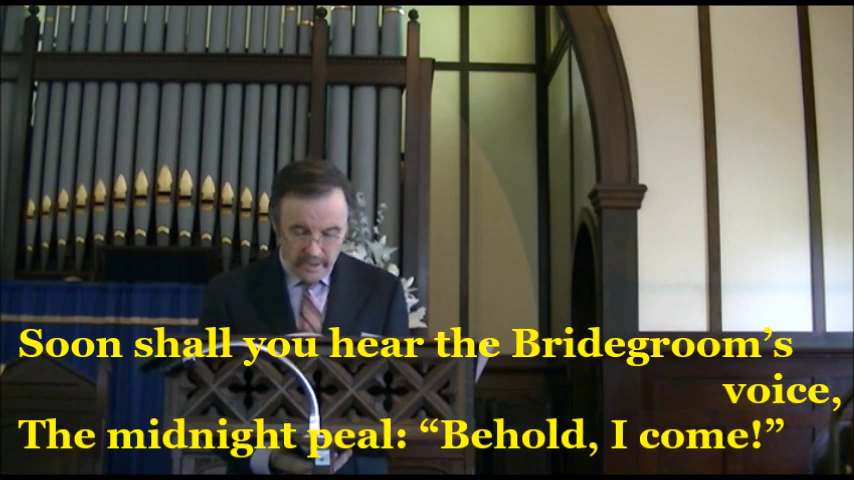 Soon shall you hear the Bridegroom’s
voice,
The midnight peal: “Behold, I come!”